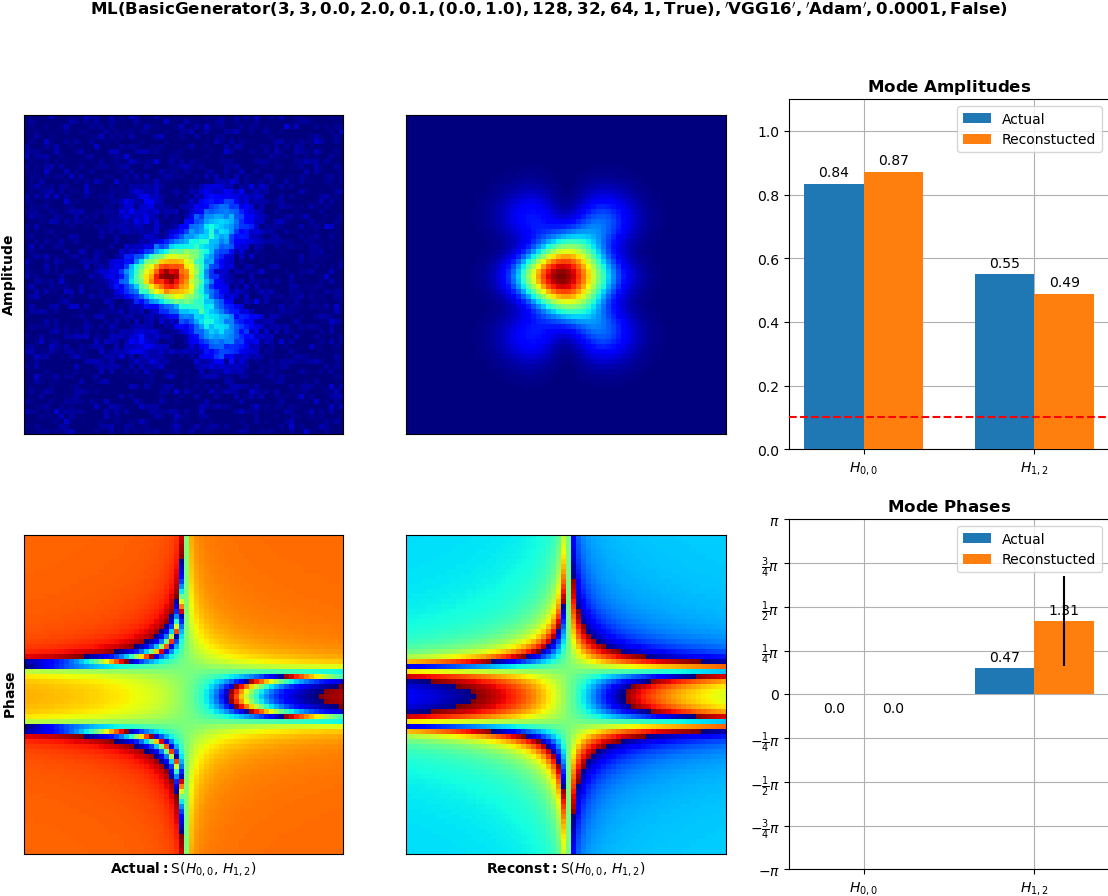 ML(BasicGenerator(3, 3, 0.0, 2.0, 0.1, (0.0, 1.0), 128, 32, 64, 1, True), ′VGG16′, ′Adam′, 0.0001, False)
Amplitude
Mode Amplitudes
Actual
Reconstucted
1.0
0.8
0.6
0.4
0.2
0.0
0.84
0.87
0.55
0.49
H0,0
H1,2
Phase
Actual: S(H0,0, H1,2)
Reconst: S(H0,0, H1,2)
Mode Phases
Actual
Reconstucted
π
3/4π
1/2π
1/4π
0
−1/4π
−1/2π
−3/4π
−π
0.0
0.0
0.47
1.31
H0,0
H1,2